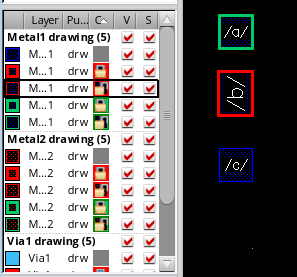 Layer Pu... C V S
Metal1 drawing (5)
M...1 drw
M...1 drw
M...1 drw
M...1 drw
M...1 drw
Metal2 drawing (5)
M...2 drw
M...2 drw
M...2 drw
M...2 drw
M...2 drw
Via1 drawing (5)
Via1 drw
/a/
/b/
/c/